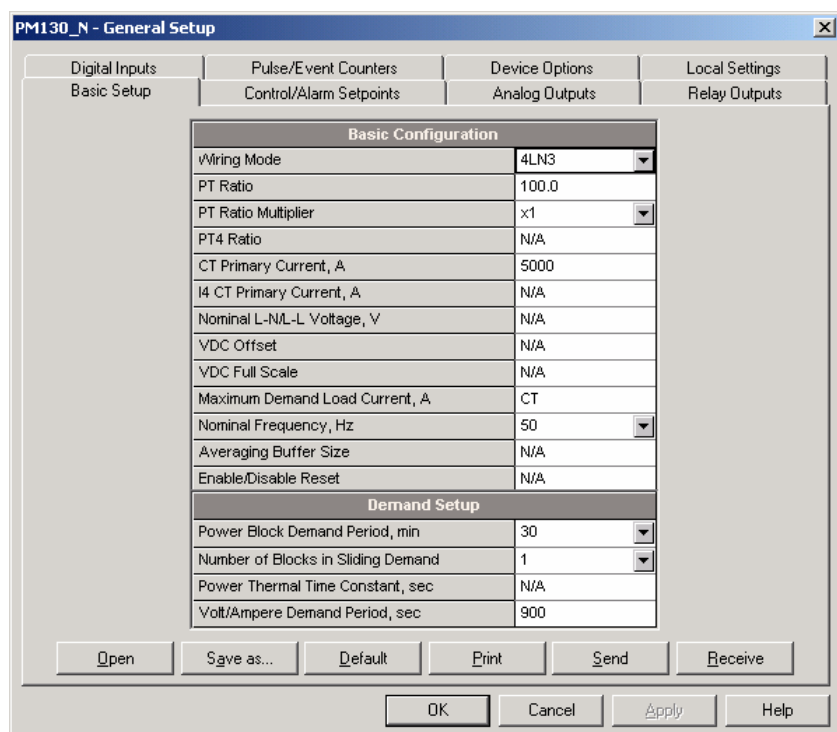 PM130_N - General Setup
Digital Inputs Pulse/Event Counters Device Options Local Settings
Basic Setup Control/Alarm Setpoints Analog Outputs Relay Outputs
Basic Configuration
Wiring Mode 4LN3
PT Ratio 100.0
PT Ratio Multiplier x1
PT4 Ratio N/A
CT Primary Current, A 5000
I4 CT Primary Current, A N/A
Nominal L-N/L-L Voltage, V N/A
VDC Offset N/A
VDC Full Scale N/A
Maximum Demand Load Current, A CT
Nominal Frequency, Hz 50
Averaging Buffer Size N/A
Enable/Disable Reset N/A
Demand Setup
Power Block Demand Period, min 30
Number of Blocks in Sliding Demand 1
Power Thermal Time Constant, sec N/A
Volt/Ampere Demand Period, sec 900
Open Save as... Default Print Send Receive
OK Cancel Apply Help